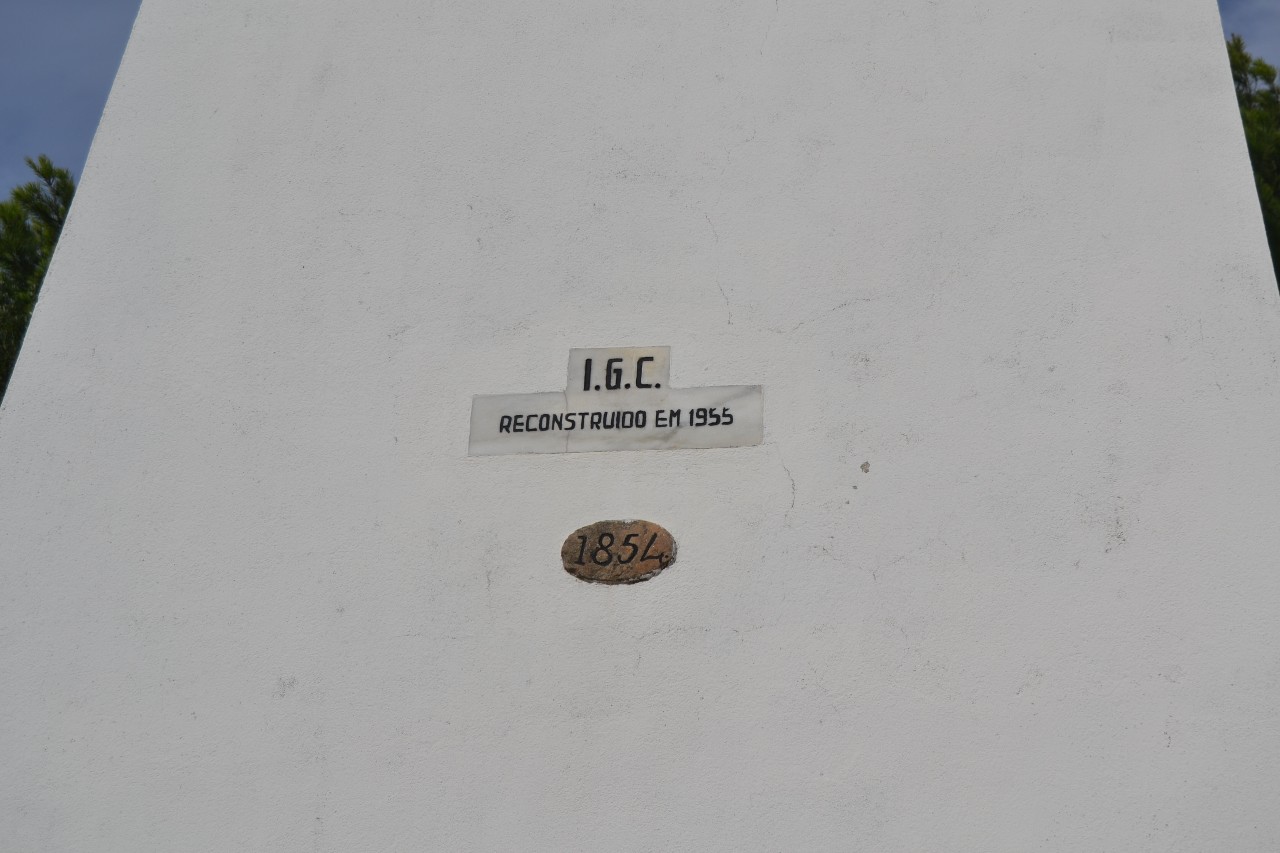 I.G.C.
RECONSTRUIDO EM 1955
1854.